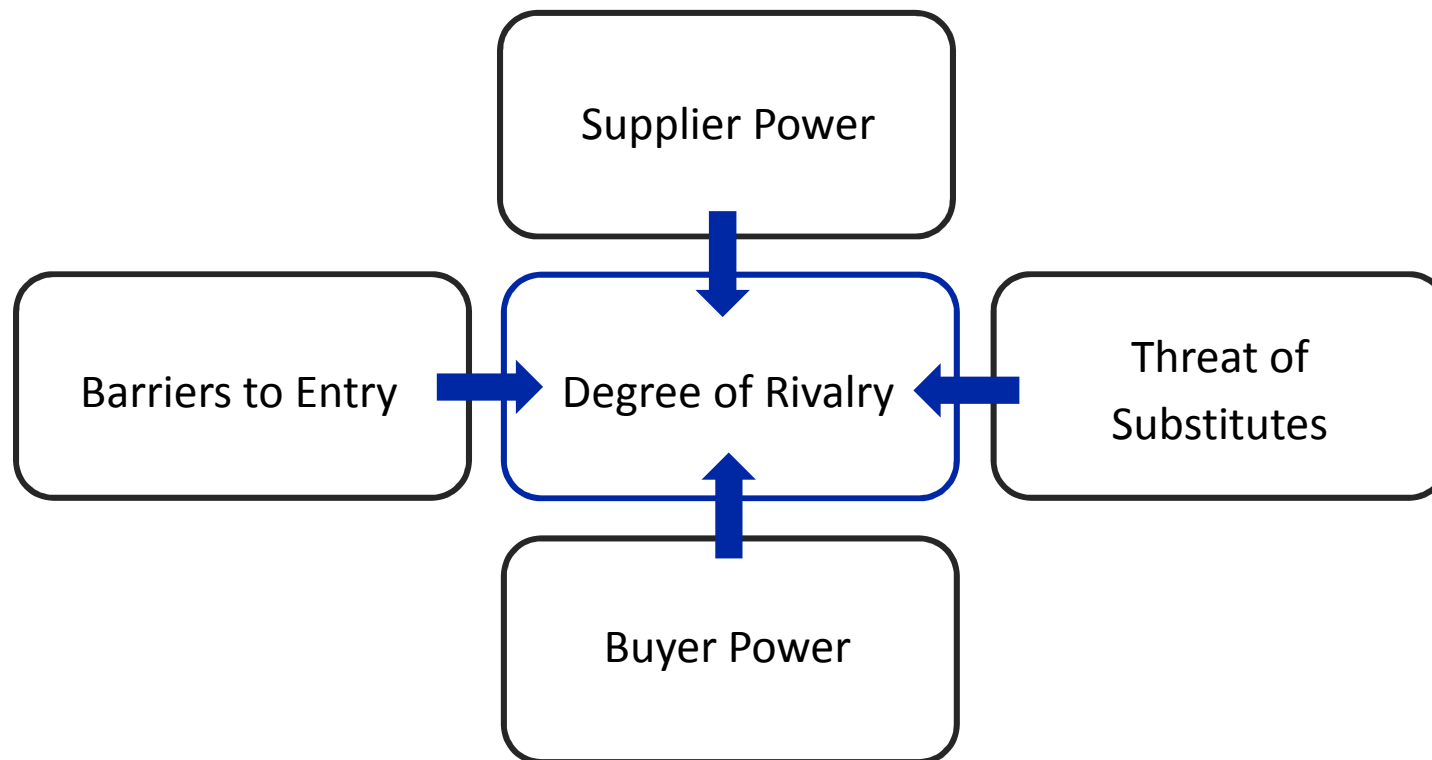 Supplier Power
Barriers to Entry
Degree of Rivalry
Threat of
Substitutes
Buyer Power